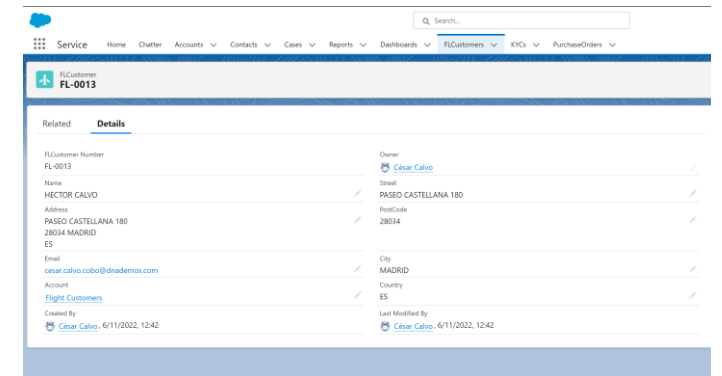 Search...
Service Home Chatter Accounts Contacts Cases Reports Dashboards FLCustomers KYCs PurchaseOrders
FLCustomer
FL-0013
Related Details
FLCustomer Number
FL-0013
Owner
César Calvo
Name
HECTOR CALVO
Street
PASEO CASTELLANA 180
Address
PASEO CASTELLANA 180
28034 MADRID
ES
PostCode
28034
Email
cesar.calvo.cobo@dnademos.com
City
MADRID
Account
Flight Customers
Country
ES
Created By
César Calvo, 6/11/2022, 12:42
Last Modified By
César Calvo, 6/11/2022, 12:42